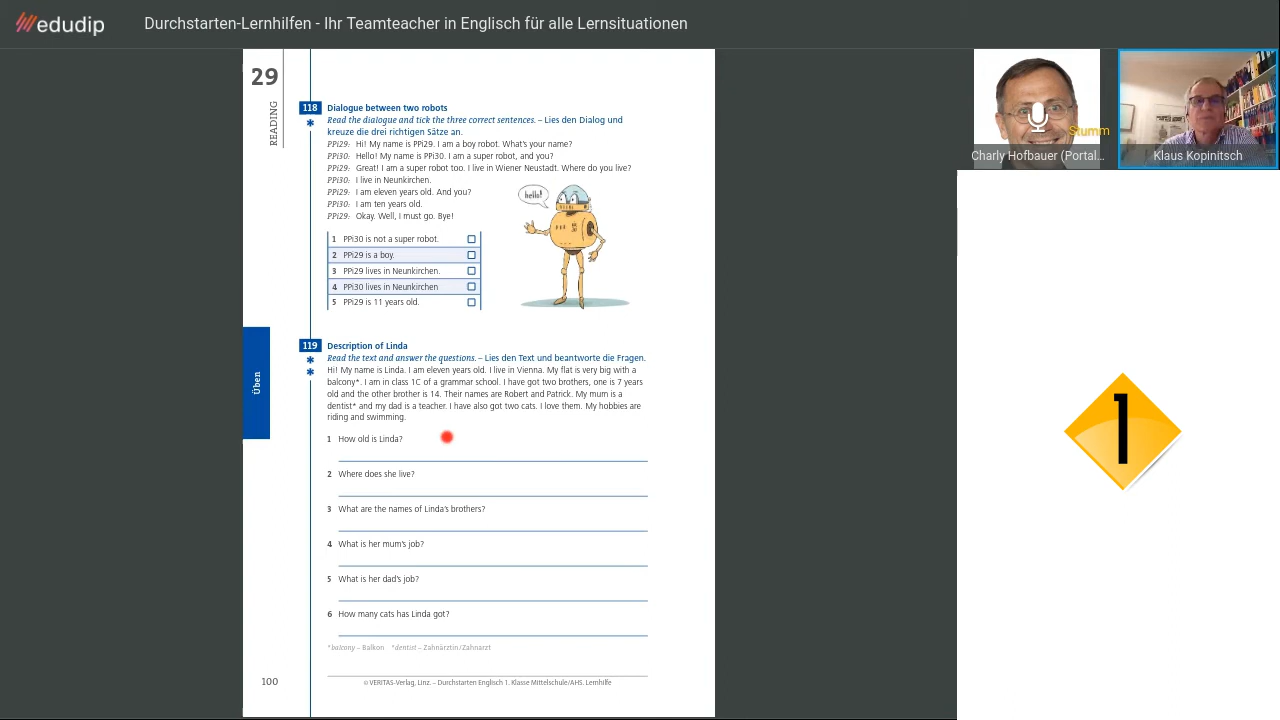 edudip
Durchstarten-Lernhilfen - Ihr Teamteacher in Englisch für alle Lernsituationen
29
READING
118 Dialogue between two robots
* Read the dialogue and tick the three correct sentences. – Lies den Dialog und
kreuze die drei richtigen Sätze an.
PPi29: Hi! My name is PPi29. I am a boy robot. What's your name?
PPi30: Hello! My name is PPi30. I am a super robot, and you?
PPi29: Great! I am a super robot too. I live in Wiener Neustadt. Where do you live?
PPi30: I live in Neunkirchen.
PPi29: I am eleven years old. And you?
PPi30: I am ten years old.
PPi29: Okay. Well, I must go. Bye!
hello!
1 PPi30 is not a super robot.
2 PPi29 is a boy.
3 PPi29 lives in Neunkirchen.
4 PPi30 lives in Neunkirchen
5 PPi29 is 11 years old.
Üben
119 Description of Linda
* Read the text and answer the questions. – Lies den Text und beantworte die Fragen.
* Hi! My name is Linda. I am eleven years old. I live in Vienna. My flat is very big with a
balcony*. I am in class 1C of a grammar school. I have got two brothers, one is 7 years
old and the other brother is 14. Their names are Robert and Patrick. My mum is a
dentist* and my dad is a teacher. I have also got two cats. I love them. My hobbies are
riding and swimming.
1 How old is Linda?
2 Where does she live?
3 What are the names of Linda's brothers?
4 What is her mum's job?
5 What is her dad's job?
6 How many cats has Linda got?
*balcony – Balkon *dentist – Zahnärztin/Zahnarzt
100
© VERITAS-Verlag, Linz. – Durchstarten Englisch 1. Klasse Mittelschule/AHS. Lernhilfe
Stumm
Charly Hofbauer (Portal...
Klaus Kopinitsch
1